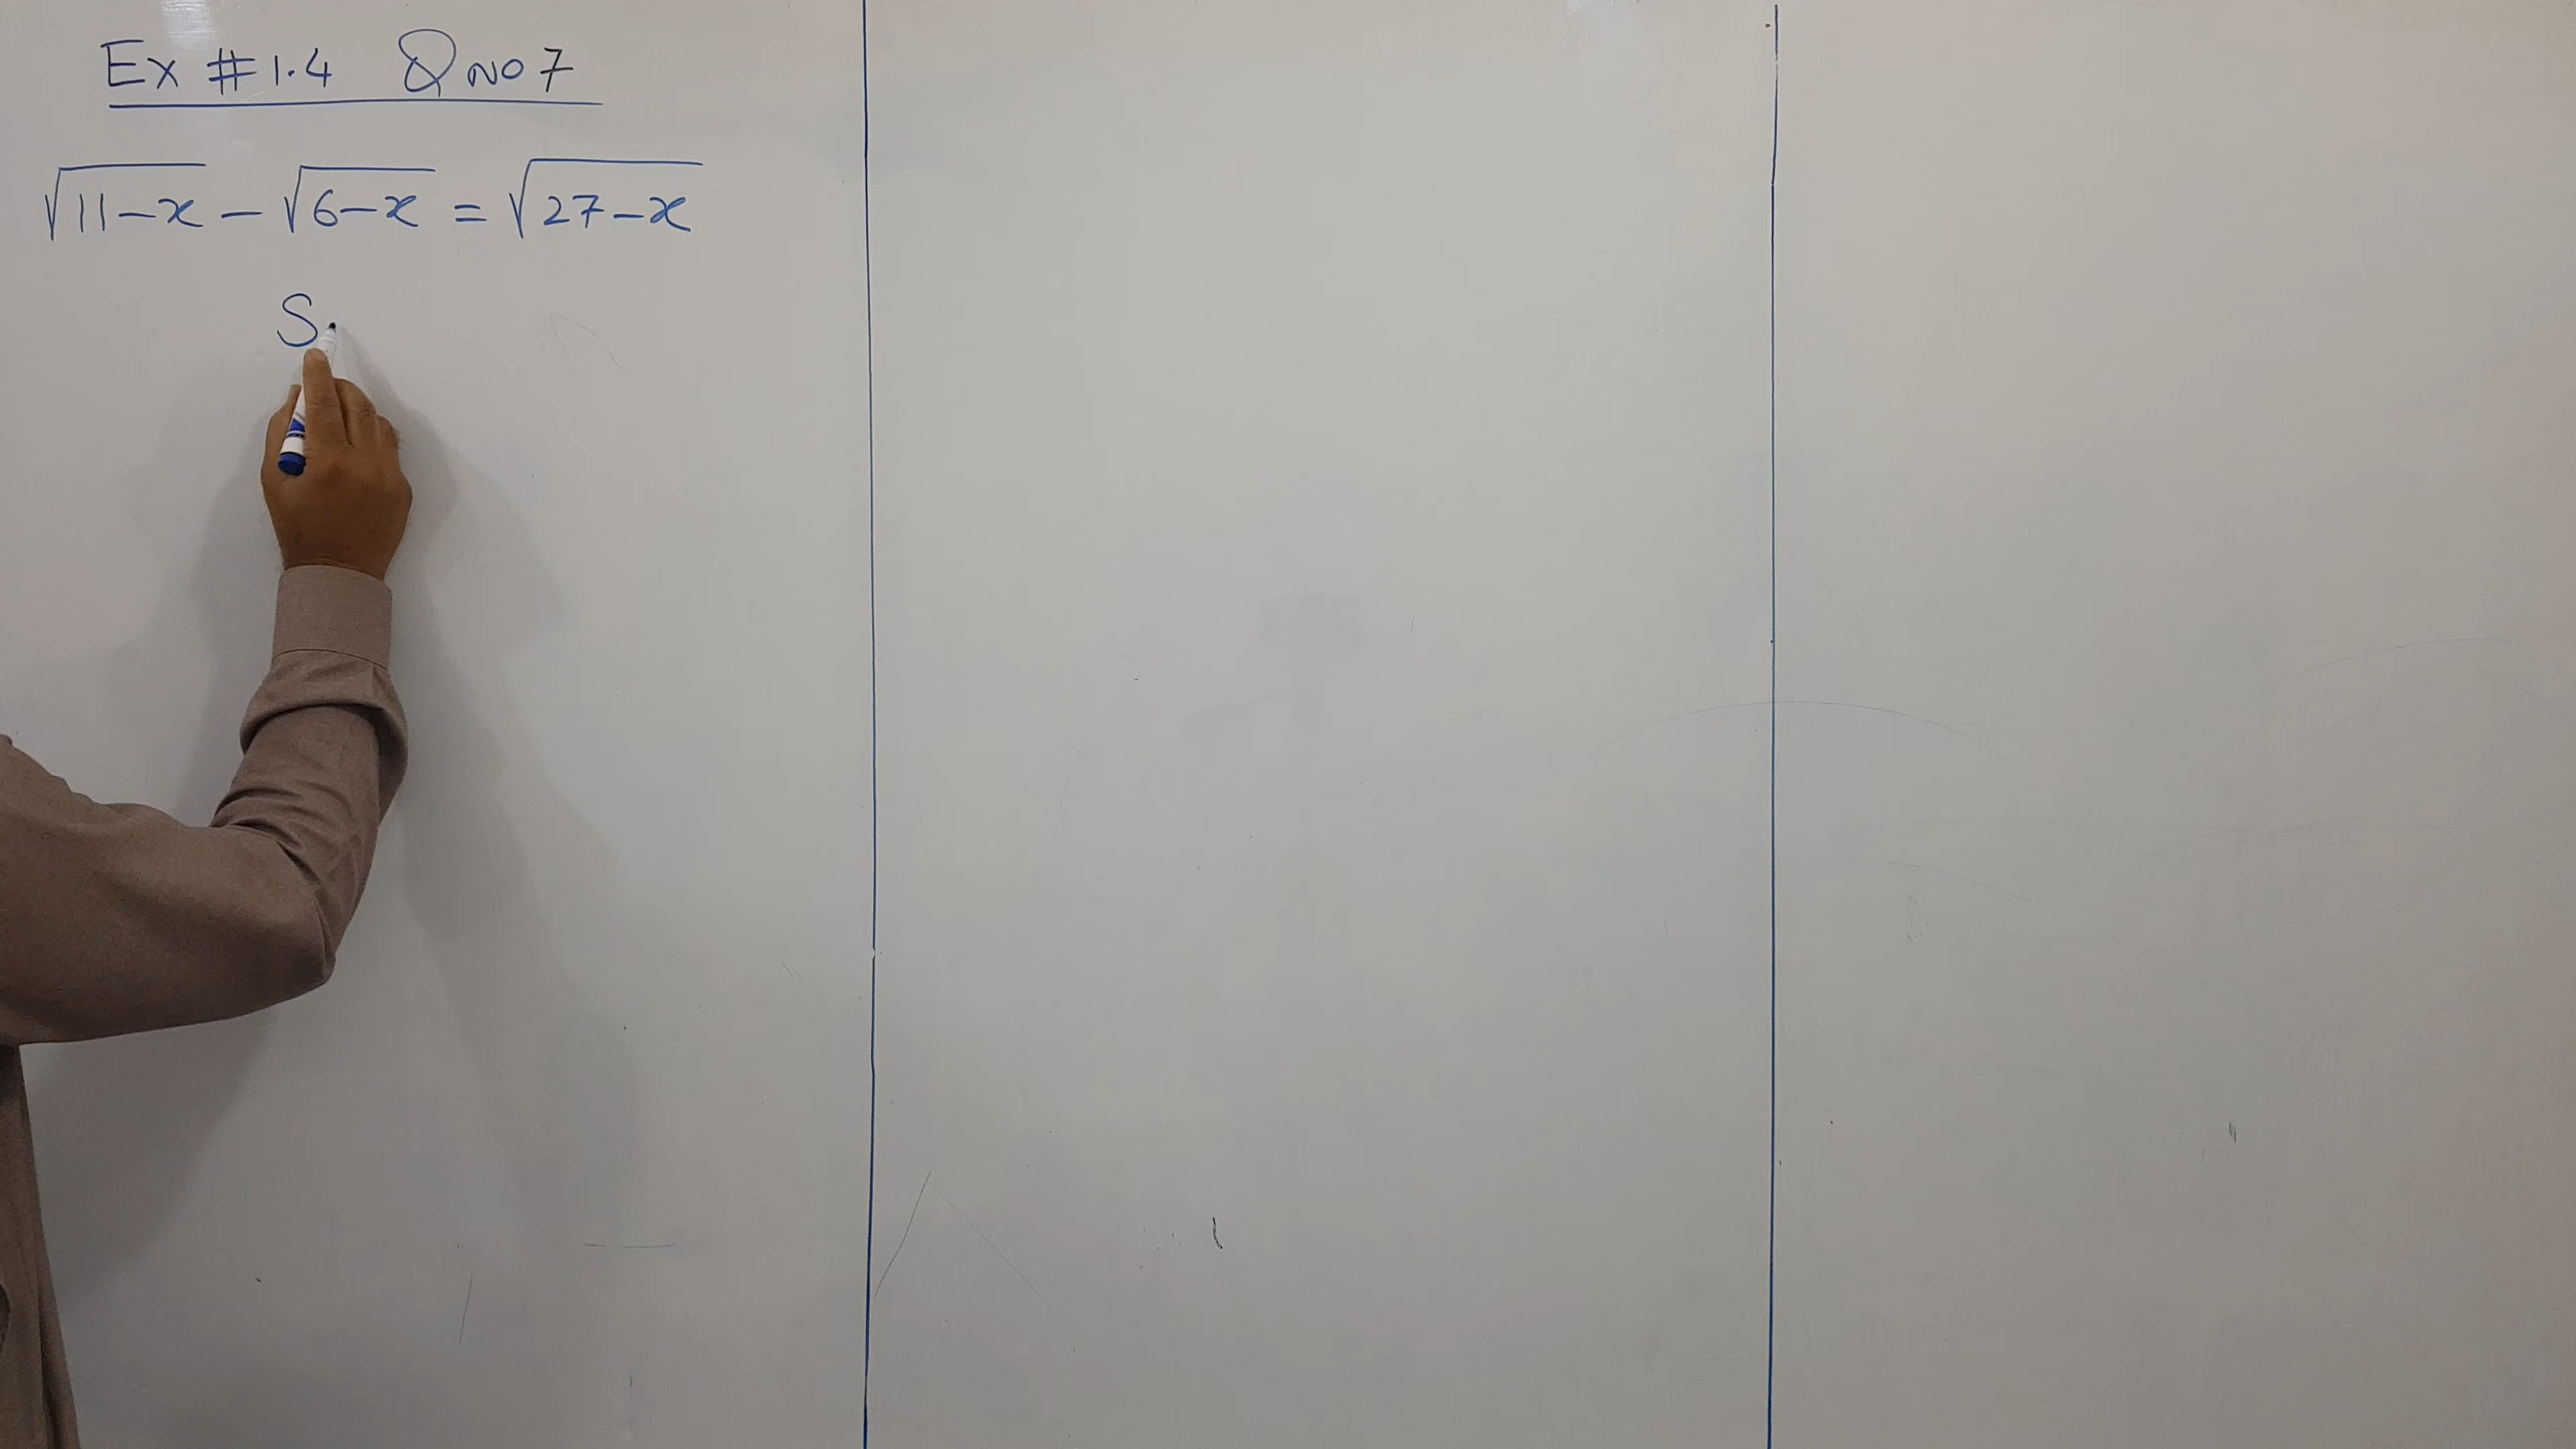 Ex #1.4 Q NO 7
√11-x - √6-x = √27-x
S